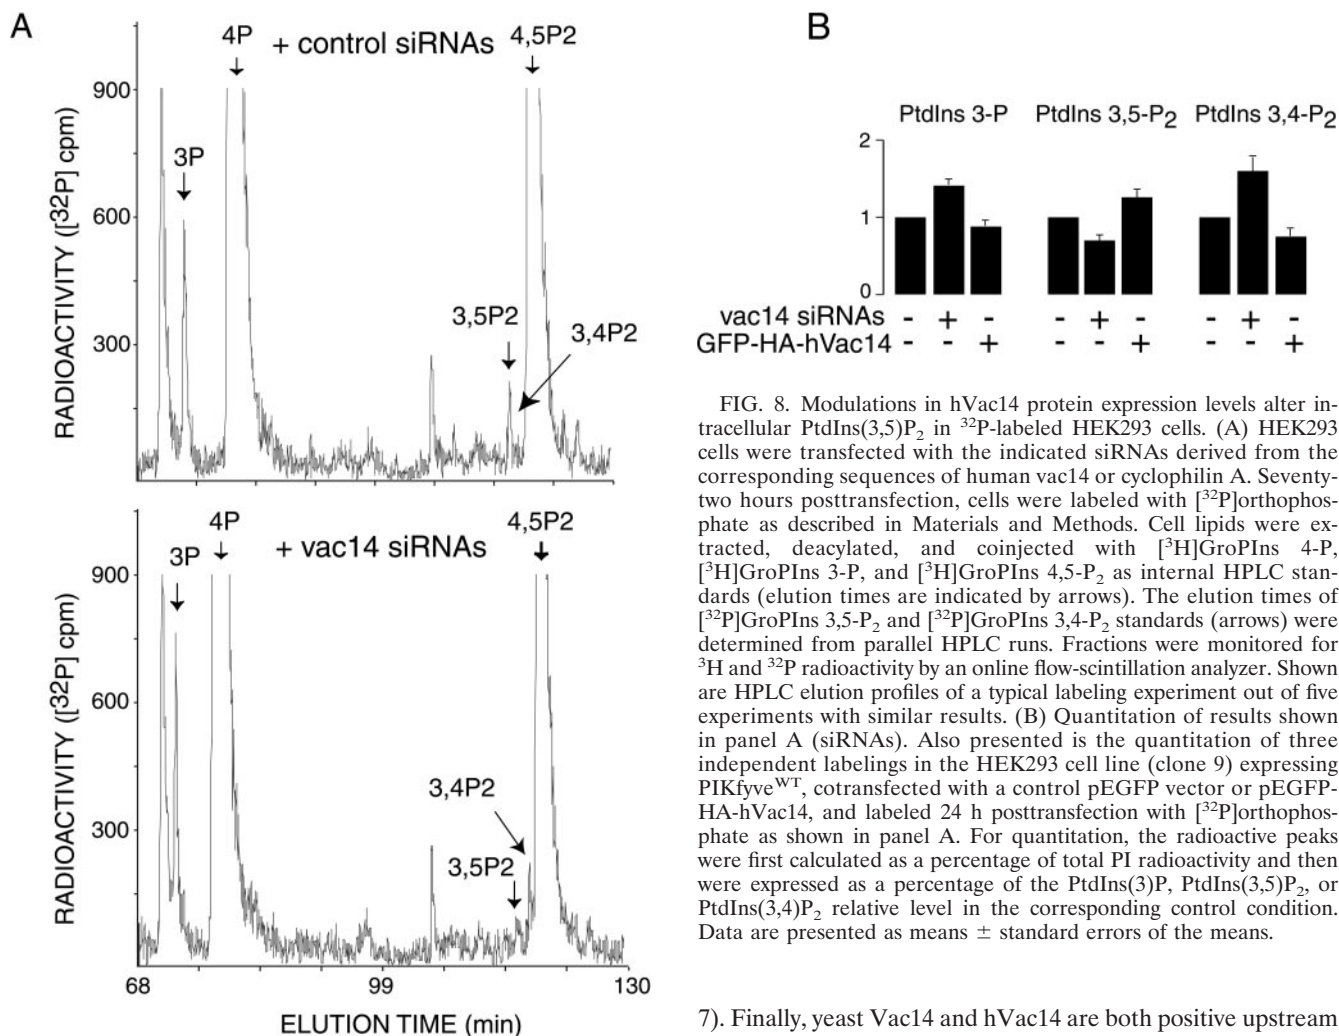 A
4P
+ control siRNAs
4,5P2
900
3P
600
3,5P2
3,4P2
300
RADIOACTIVITY ([32P] cpm)
4P
+ vac14 siRNAs
4,5P2
3P
900
600
3,4P2
3,5P2
300
RADIOACTIVITY ([32P] cpm)
68
99
130
ELUTION TIME (min)
B
PtdIns 3-P
PtdIns 3,5-P2
PtdIns 3,4-P2
2
1
0
vac14 siRNAs - + - - + - - + -
GFP-HA-hVac14 - - + - - + - - +
FIG. 8. Modulations in hVac14 protein expression levels alter in-
tracellular PtdIns(3,5)P2 in 32P-labeled HEK293 cells. (A) HEK293
cells were transfected with the indicated siRNAs derived from the
corresponding sequences of human vac14 or cyclophilin A. Seventy-
two hours posttransfection, cells were labeled with [32P]orthophos-
phate as described in Materials and Methods. Cell lipids were ex-
tracted, deacylated, and coinjected with [3H]GroPIns 4-P,
[3H]GroPIns 3-P, and [3H]GroPIns 4,5-P2 as internal HPLC stan-
dards (elution times are indicated by arrows). The elution times of
[32P]GroPIns 3,5-P2 and [32P]GroPIns 3,4-P2 standards (arrows) were
determined from parallel HPLC runs. Fractions were monitored for
3H and 32P radioactivity by an online flow-scintillation analyzer. Shown
are HPLC elution profiles of a typical labeling experiment out of five
experiments with similar results. (B) Quantitation of results shown
in panel A (siRNAs). Also presented is the quantitation of three
independent labelings in the HEK293 cell line (clone 9) expressing
PIKfyveWT, cotransfected with a control pEGFP vector or pEGFP-
HA-hVac14, and labeled 24 h posttransfection with [32P]orthophos-
phate as shown in panel A. For quantitation, the radioactive peaks
were first calculated as a percentage of total PI radioactivity and then
were expressed as a percentage of the PtdIns(3)P, PtdIns(3,5)P2, or
PtdIns(3,4)P2 relative level in the corresponding control condition.
Data are presented as means ± standard errors of the means.
7). Finally, yeast Vac14 and hVac14 are both positive upstream